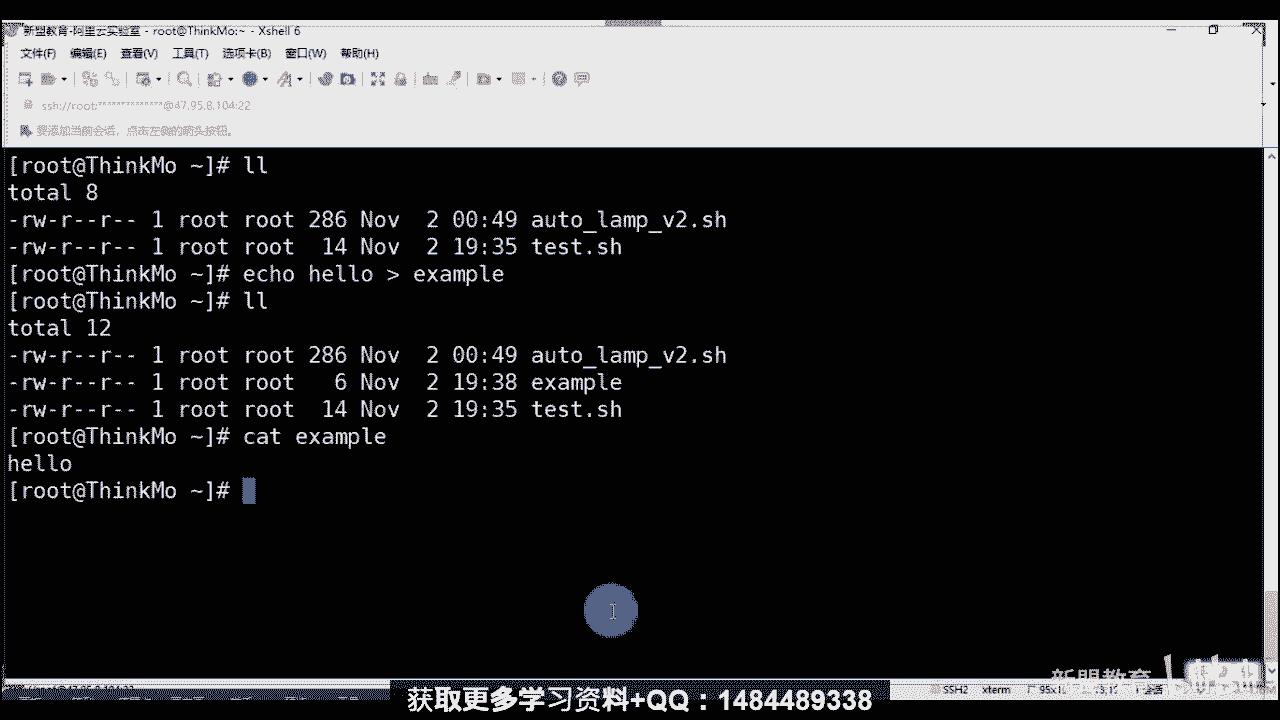 新盟教育-阿里云实验室 - root@ThinkMo:~ - Xshell 6
文件(F) 编辑(E) 查看(V) 工具(T) 选项卡(B) 窗口(W) 帮助(H)
ssh://root:**************@47.95.8.104:22
要添加当前会话，点击左侧的箭头按钮。
[root@ThinkMo ~]# ll
total 8
-rw-r--r-- 1 root root 286 Nov  2 00:49 auto_lamp_v2.sh
-rw-r--r-- 1 root root  14 Nov  2 19:35 test.sh
[root@ThinkMo ~]# echo hello > example
[root@ThinkMo ~]# ll
total 12
-rw-r--r-- 1 root root 286 Nov  2 00:49 auto_lamp_v2.sh
-rw-r--r-- 1 root root   6 Nov  2 19:38 example
-rw-r--r-- 1 root root  14 Nov  2 19:35 test.sh
[root@ThinkMo ~]# cat example
hello
[root@ThinkMo ~]#
新盟教育
SSH2 xterm
获取更多学习资料+QQ：1484489338